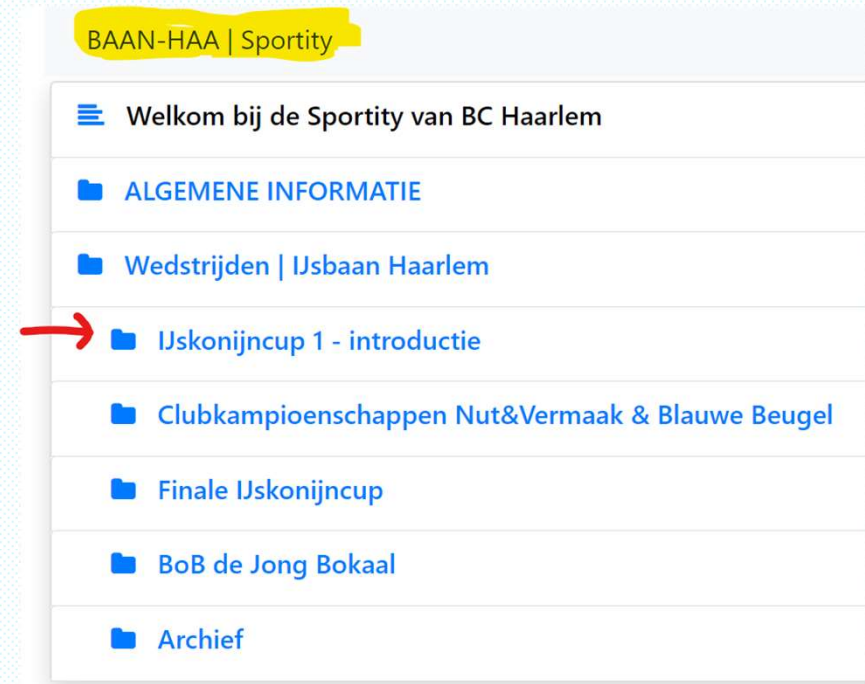 BAAN-HAA | Sportity
Welkom bij de Sportity van BC Haarlem
ALGEMENE INFORMATIE
Wedstrijden | IJsbaan Haarlem
IJskonijncup 1 - introductie
Clubkampioenschappen Nut&Vermaak & Blauwe Beugel
Finale IJskonijncup
BoB de Jong Bokaal
Archief